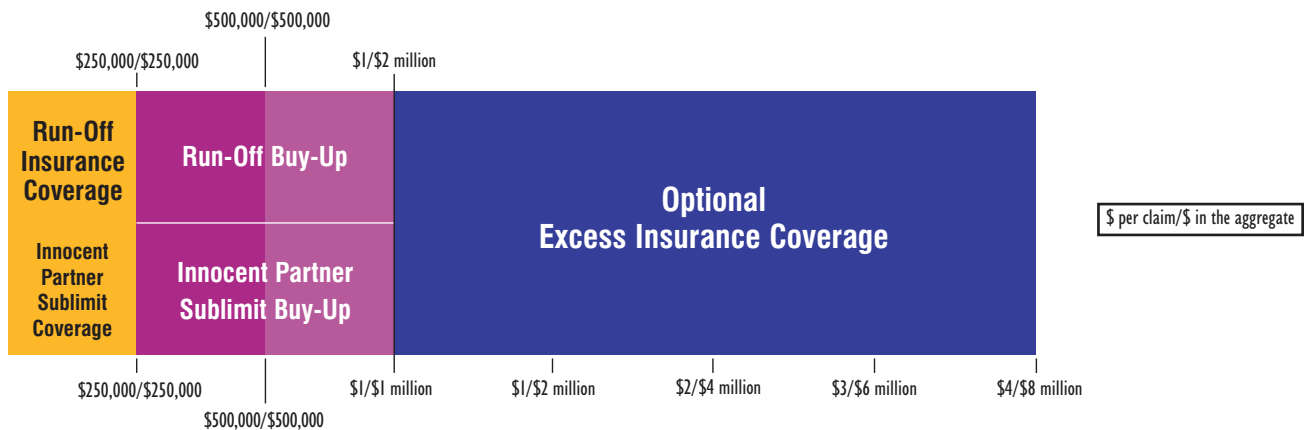 $500,000/$500,000
$250,000/$250,000
$1/$2 million
Run-Off
Insurance
Coverage
Run-Off Buy-Up
Optional
Excess Insurance Coverage
$ per claim/$ in the aggregate
Innocent
Partner
Sublimit
Coverage
Innocent Partner
Sublimit Buy-Up
$250,000/$250,000
$1/$1 million
$1/$2 million
$2/$4 million
$3/$6 million
$4/$8 million
$500,000/$500,000